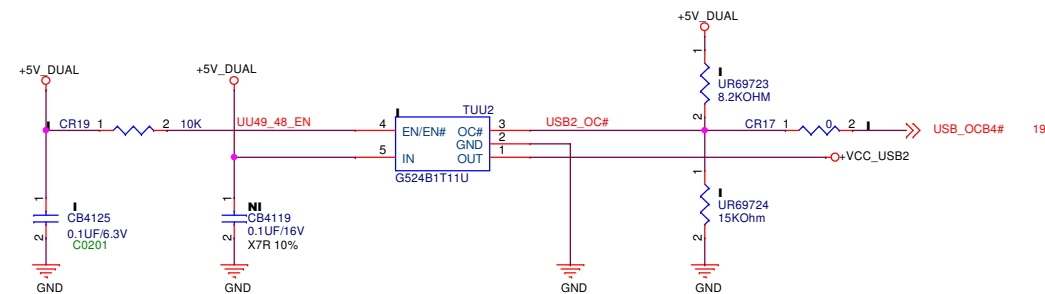 +5V_DUAL
+5V_DUAL
+5V_DUAL
1
I
UR69723
8.2KOHM
2
I
TUU2
I
CR19
1
2
10K
UU49_48_EN
4
EN/EN#
OC#
3
USB2_OC#
CR17
1
0
2
I
USB_OCB4#
19
GND
2
5
IN
OUT
1
+VCC_USB2
G524B1T11U
1
I
CB4125
0.1UF/6.3V
C0201
2
GND
1
NI
CB4119
0.1UF/16V
X7R 10%
2
GND
GND
1
I
UR69724
15KOhm
2
GND